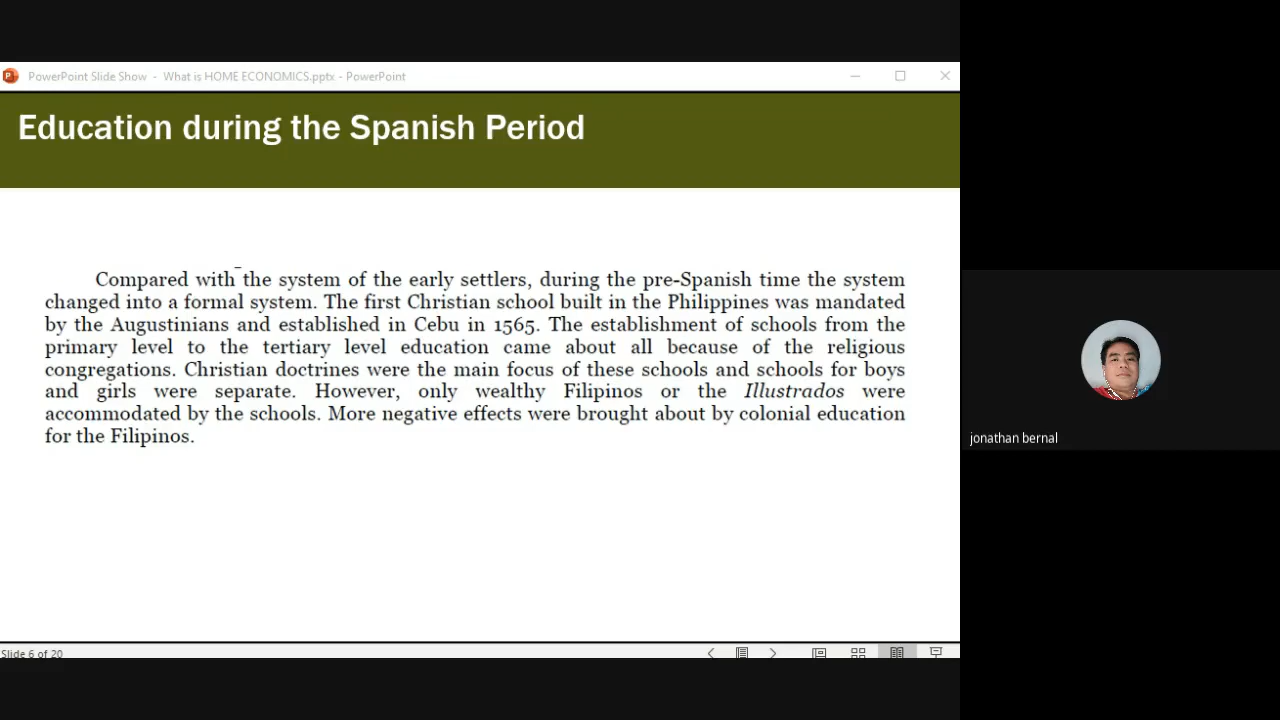 PowerPoint Slide Show - What is HOME ECONOMICS.pptx - PowerPoint
Education during the Spanish Period
Compared with the system of the early settlers, during the pre-Spanish time the system
changed into a formal system. The first Christian school built in the Philippines was mandated
by the Augustinians and established in Cebu in 1565. The establishment of schools from the
primary level to the tertiary level education came about all because of the religious
congregations. Christian doctrines were the main focus of these schools and schools for boys
and girls were separate. However, only wealthy Filipinos or the Illustrados were
accommodated by the schools. More negative effects were brought about by colonial education
for the Filipinos.
jonathan bernal
Slide 6 of 20